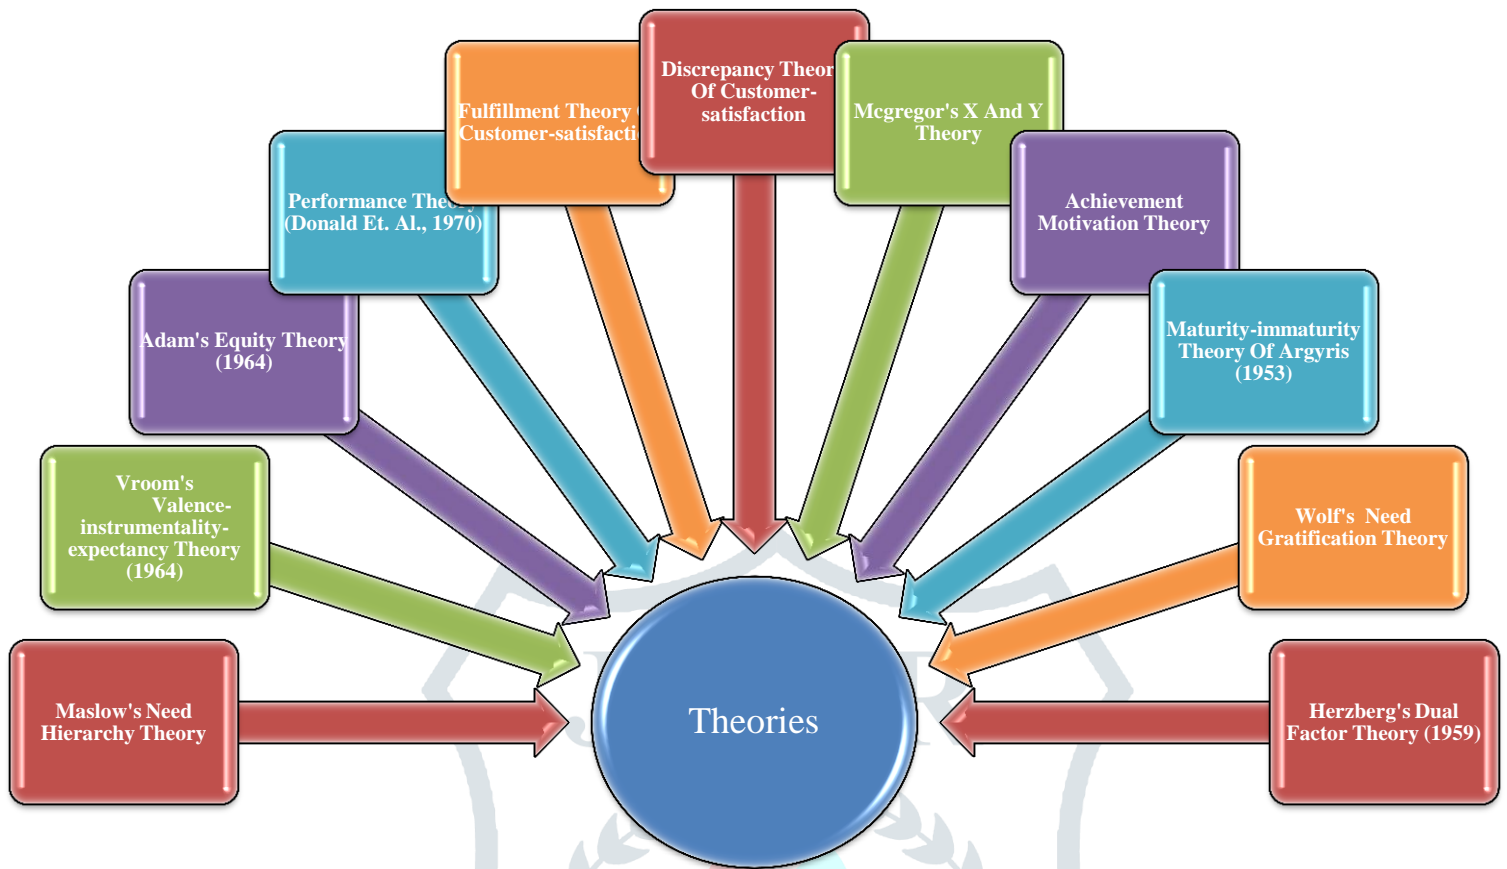 Discrepancy Theor
Of Customer-
satisfaction
Fulfillment Theory
Customer-satisfacti
Mcgregor's X And Y
Theory
Performance Theory
(Donald Et. Al., 1970)
Achievement
Motivation Theory
Adam's Equity Theory
(1964)
Maturity-immaturity
Theory Of Argyris
(1953)
Vroom's
Valence-
instrumentality-
expectancy Theory
(1964)
Wolf's Need
Gratification Theory
Maslow's Need
Hierarchy Theory
Theories
Herzberg's Dual
Factor Theory (1959)